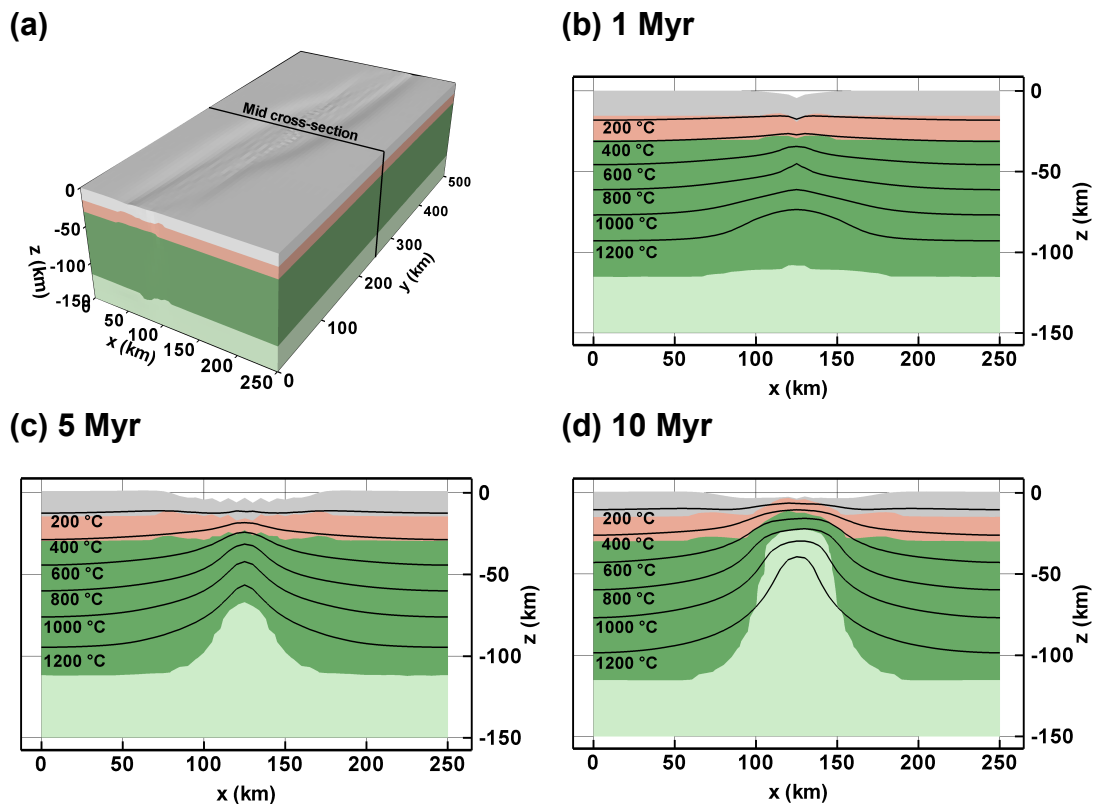 (a)
Mid cross-section
0
-50
-100
-150
z (km)
0
50
100
150
200
250
x (km)
0
100
200
300
400
500
y (km)
(b) 1 Myr
200 °C
400 °C
600 °C
800 °C
1000 °C
1200 °C
0
-50
-100
-150
z (km)
0 50 100 150 200 250
x (km)
(c) 5 Myr
200 °C
400 °C
600 °C
800 °C
1000 °C
1200 °C
0
-50
-100
-150
z (km)
0 50 100 150 200 250
x (km)
(d) 10 Myr
200 °C
400 °C
600 °C
800 °C
1000 °C
1200 °C
0
-50
-100
-150
z (km)
0 50 100 150 200 250
x (km)